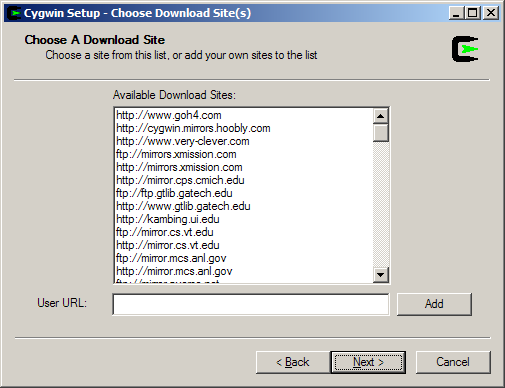 Cygwin Setup - Choose Download Site(s)
Choose A Download Site
Choose a site from this list, or add your own sites to the list
Available Download Sites:
http://www.goh4.com
http://cygwin.mirrors.hoobly.com
http://www.very-clever.com
ftp://mirrors.xmission.com
http://mirrors.xmission.com
http://mirror.cps.cmich.edu
ftp://ftp.gtlib.gatech.edu
http://www.gtlib.gatech.edu
http://kambing.ui.edu
ftp://mirror.cs.vt.edu
http://mirror.cs.vt.edu
ftp://mirror.mcs.anl.gov
http://mirror.mcs.anl.gov
User URL:
Add
< Back
Next >
Cancel